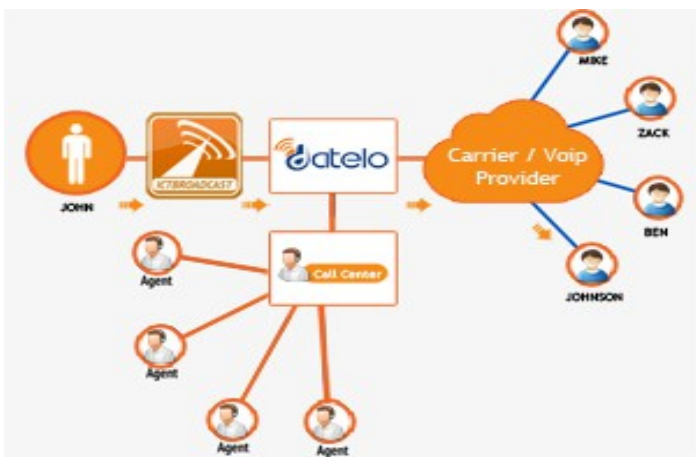 MIKE
ZACK
ICTBROADCAST
datelo
Carrier / Voip
Provider
JOHN
BEN
Call Center
Agent
JOHNSON
Agent
Agent
Agent